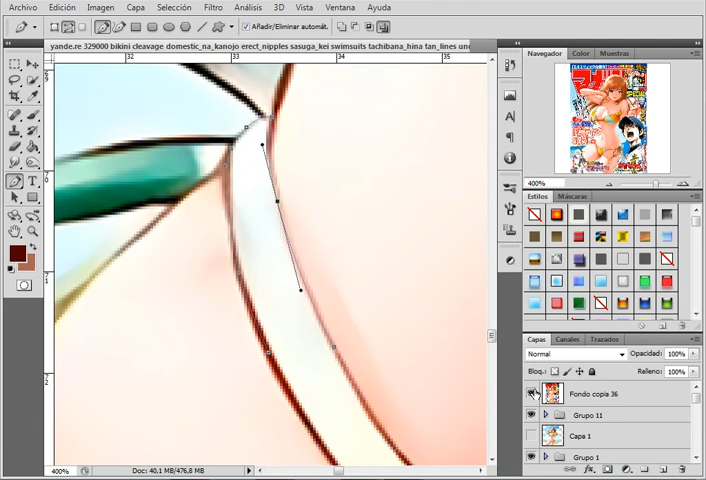 Archivo Edición Imagen Capa Selección Filtro Análisis 3D Vista Ventana Ayuda
Añadir/Eliminar automát.
yande.re 329000 bikini cleavage domestic_na_kanojo erect_nipples sasuga_kei swimsuits tachibana_hina tan_lines und
32 33 34 35
Navegador Color Muestras
400%
Estilos Máscaras
Capas Canales Trazados
Normal Opacidad: 100%
Bloq.: Relleno: 100%
Fondo copia 36
Grupo 11
Capa 1
Grupo 1
400% Doc: 40,1 MB/476,8 MB